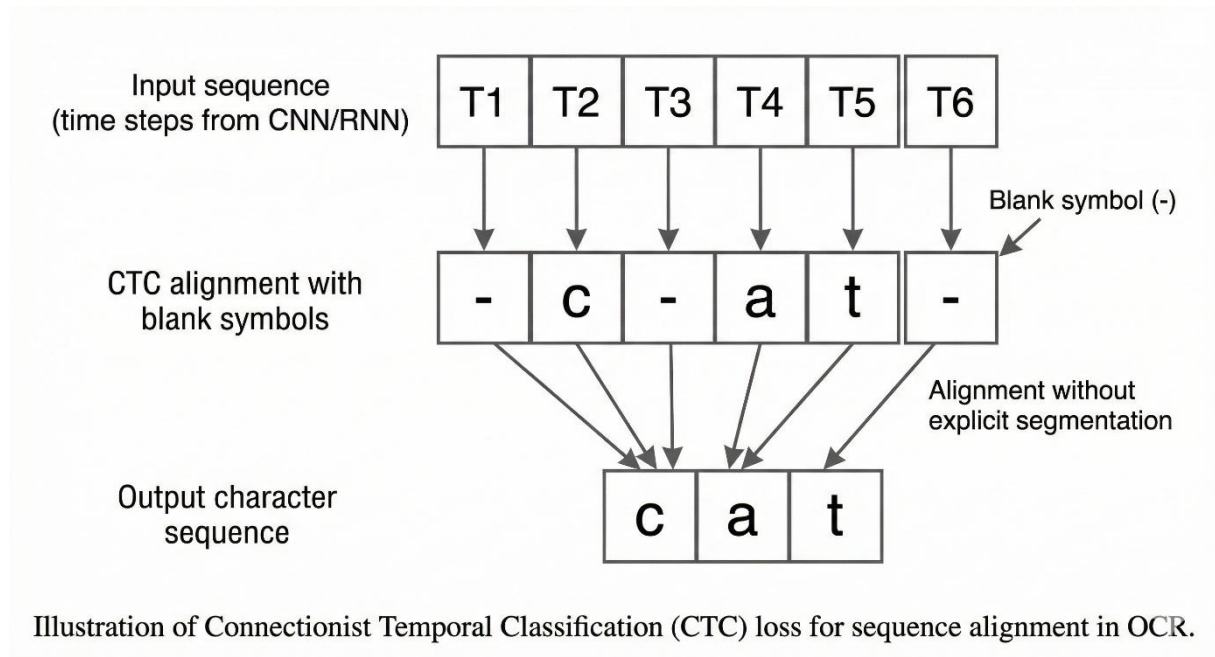 Input sequence
(time steps from CNN/RNN)
T1 T2 T3 T4 T5 T6
Blank symbol (-)
CTC alignment with
blank symbols
- c - a t -
Alignment without
explicit segmentation
Output character
sequence
c a t
Illustration of Connectionist Temporal Classification (CTC) loss for sequence alignment in OCR.